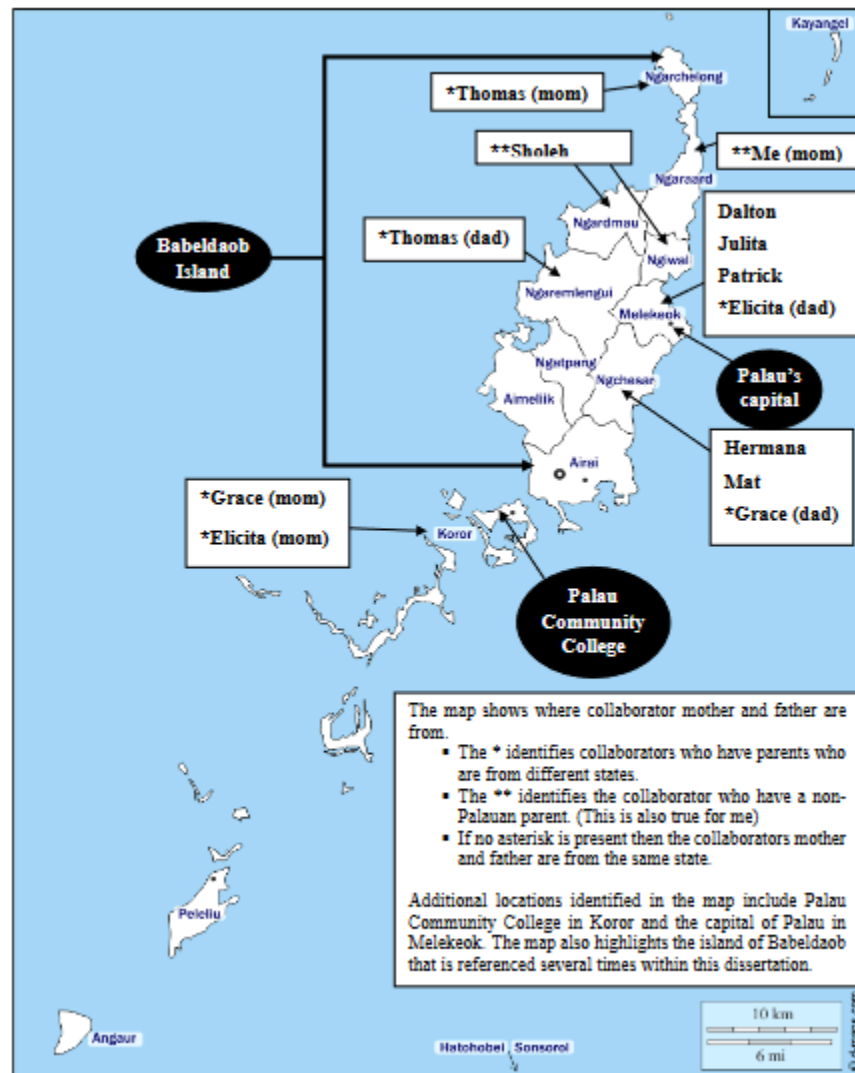 Kayangel
Ngarchelong
*Thomas (mom)
**Sholeh
**Me (mom)
Ngaraard
Ngardmau
*Thomas (dad)
Babeldaob
Island
Ngiwal
Dalton
Julita
Patrick
*Elicita (dad)
Ngaremlengui
Melekeok
Palau's
capital
Ngatpang
Ngchesar
Aimeliik
Hermana
Mat
*Grace (dad)
Airai
*Grace (mom)
*Elicita (mom)
Koror
Palau
Community
College
The map shows where collaborator mother and father are
from.
▪ The * identifies collaborators who have parents who
are from different states.
▪ The ** identifies the collaborator who have a non-
Palauan parent. (This is also true for me)
▪ If no asterisk is present then the collaborators mother
and father are from the same state.
Additional locations identified in the map include Palau
Community College in Koror and the capital of Palau in
Melekeok. The map also highlights the island of Babeldaob
that is referenced several times within this dissertation.
Peleliu
Angaur
Hatohobei Sonsorol
10 km
6 mi